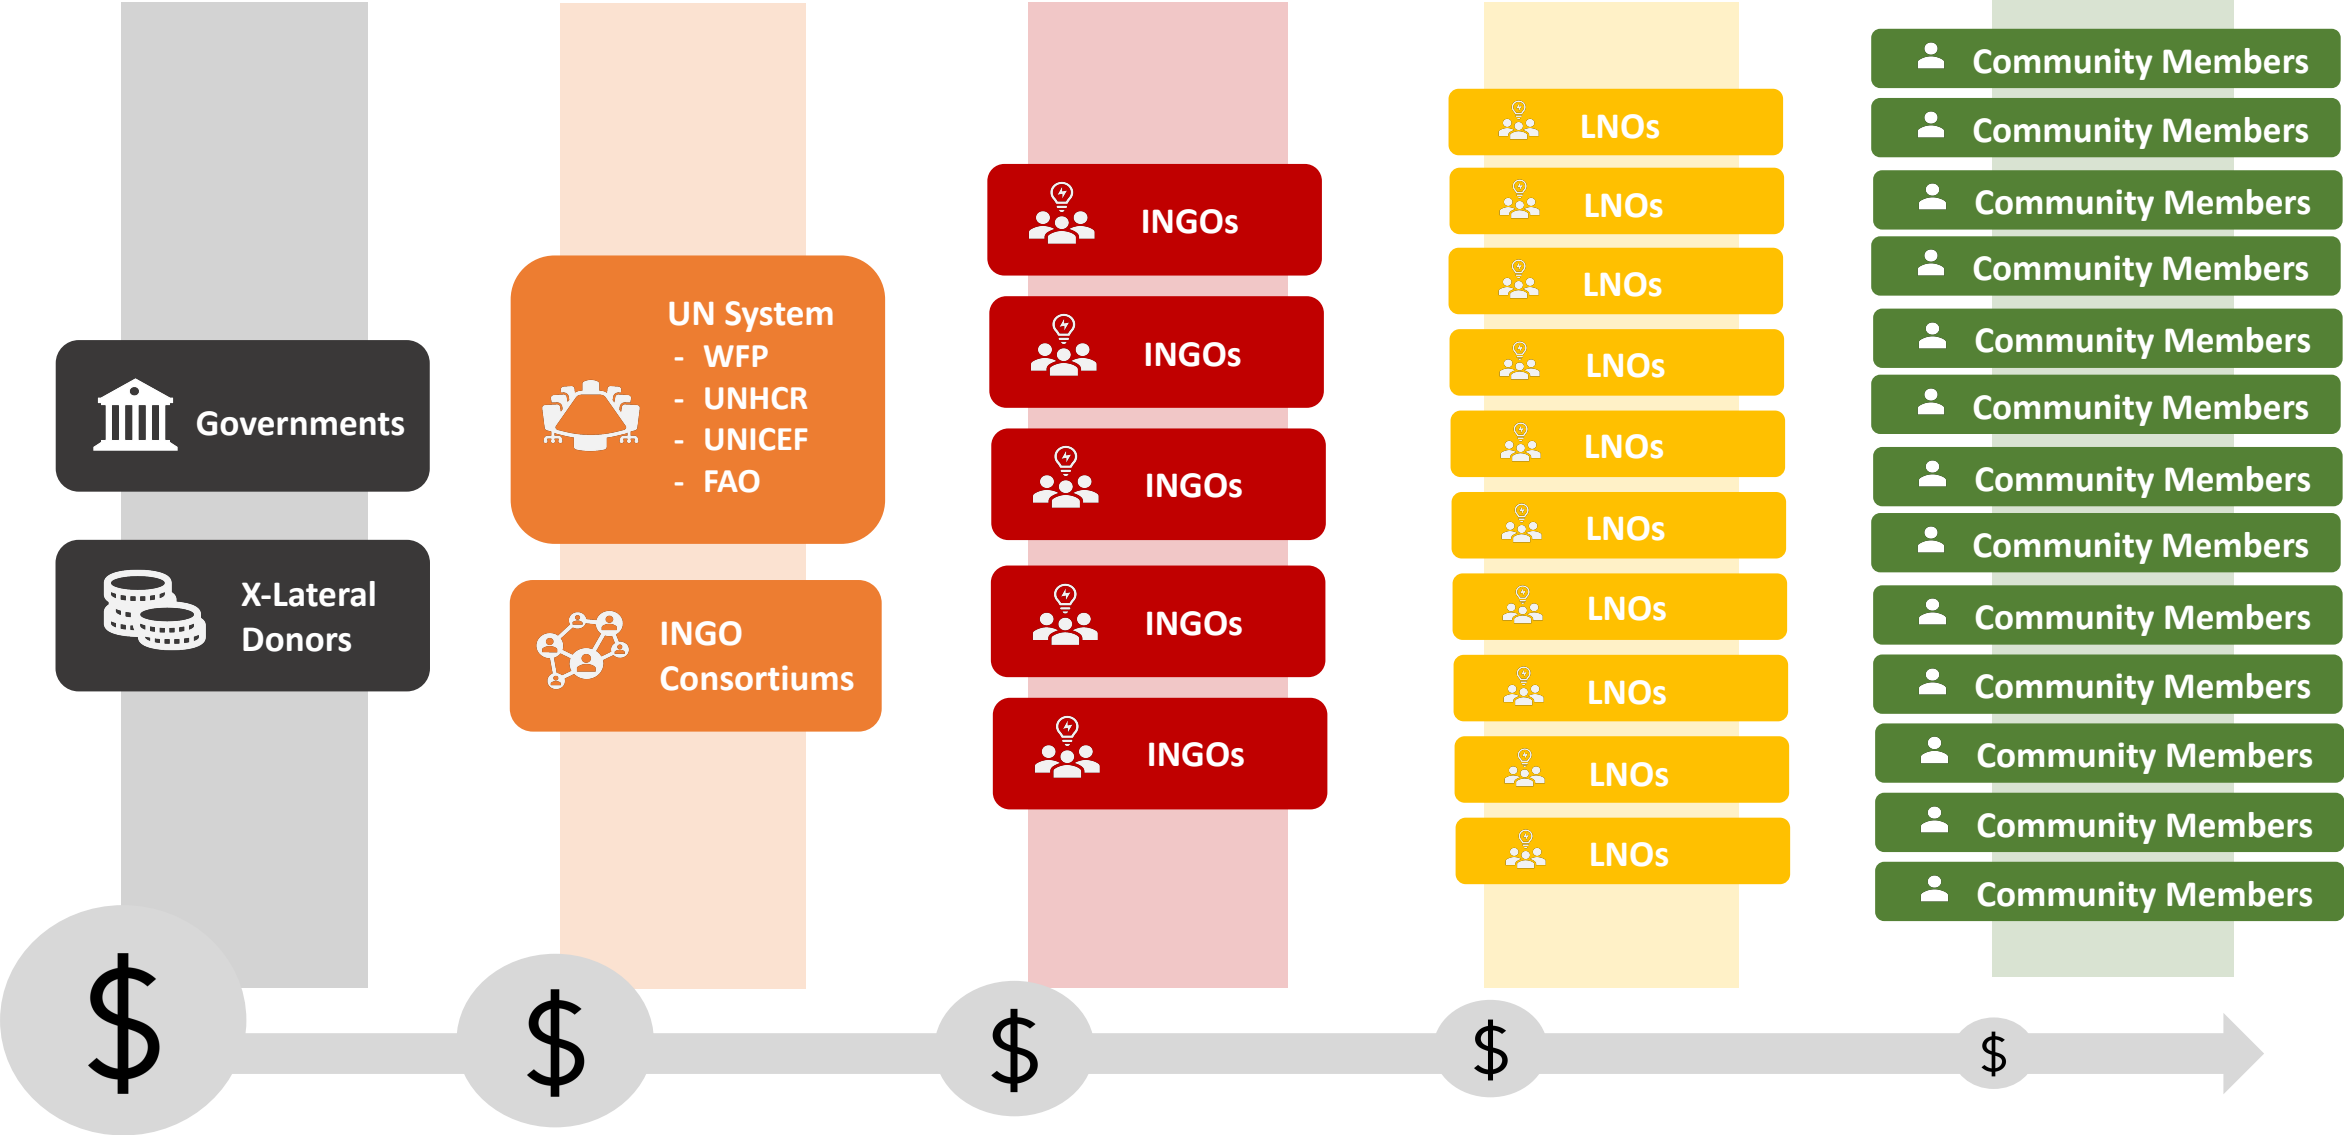 Governments
X-Lateral
Donors
UN System
- WFP
- UNHCR
- UNICEF
- FAO
INGO
Consortiums
INGOs
INGOs
INGOs
INGOs
INGOs
LNOs
LNOs
LNOs
LNOs
LNOs
LNOs
LNOs
LNOs
LNOs
LNOs
Community Members
Community Members
Community Members
Community Members
Community Members
Community Members
Community Members
Community Members
Community Members
Community Members
Community Members
Community Members
Community Members
$
$
$
$
$